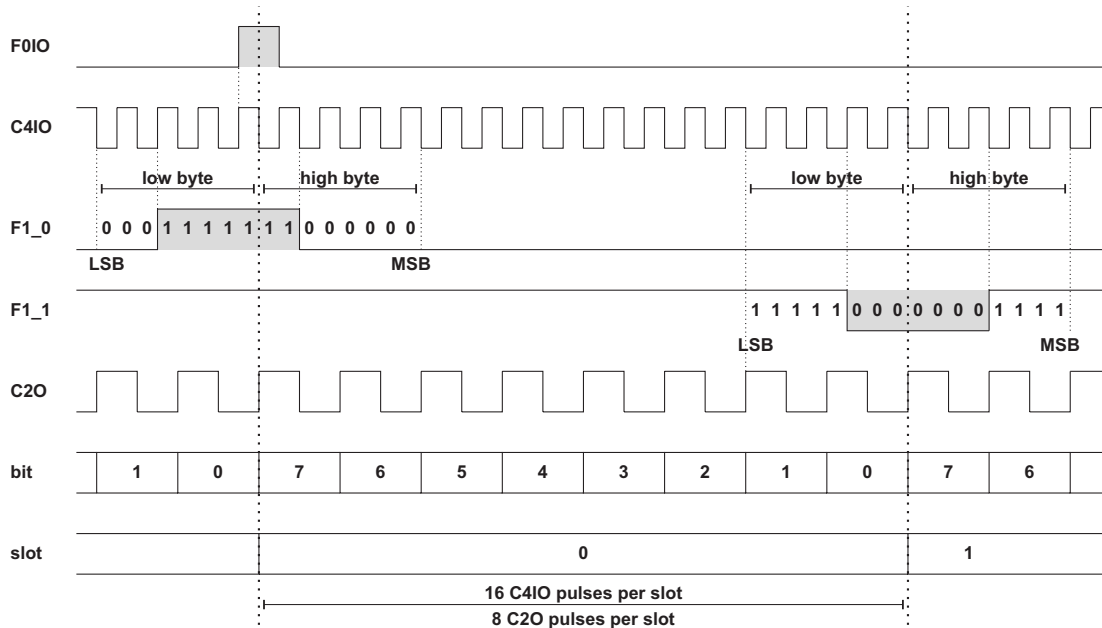 F0IO
C4IO
low byte high byte low byte high byte
F1_0 0 0 0 1 1 1 1 1 1 1 0 0 0 0 0 0
LSB MSB
F1_1 1 1 1 1 1 0 0 0 0 0 0 0 1 1 1 1
LSB MSB
C2O
bit 1 0 7 6 5 4 3 2 1 0 7 6
slot 0 1
16 C4IO pulses per slot
8 C2O pulses per slot